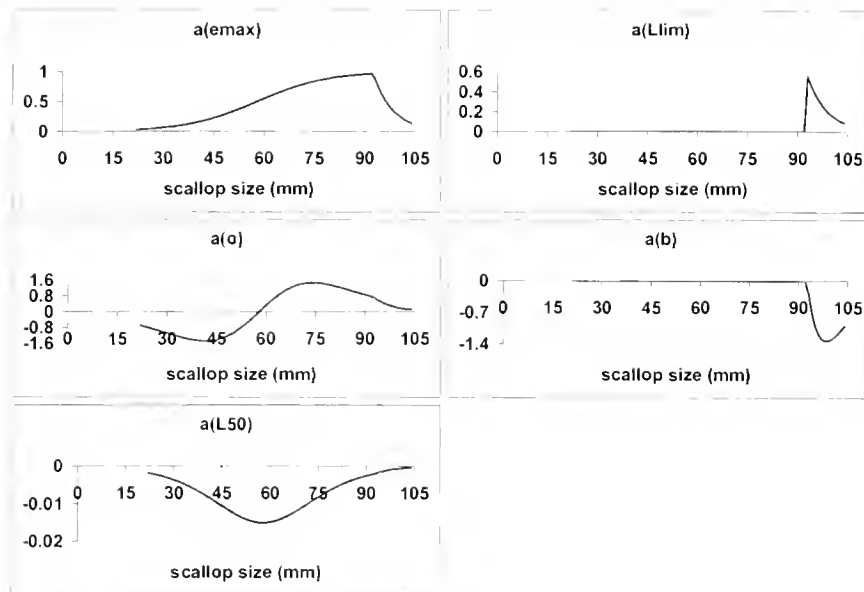 a(emax)
1
0.5
0
0 15 30 45 60 75 90 105
scallop size (mm)
a(Llim)
0.6
0.4
0.2
0
0 15 30 45 60 75 90 105
scallop size (mm)
a(a)
1.6
0.8
0
-0.8
-1.6
0 15 30 45 60 75 90 105
scallop size (mm)
a(b)
0
-0.7
-1.4
0 15 30 45 60 75 90 105
scallop size (mm)
a(L50)
0
-0.01
-0.02
0 15 30 45 60 75 90 105
scallop size (mm)